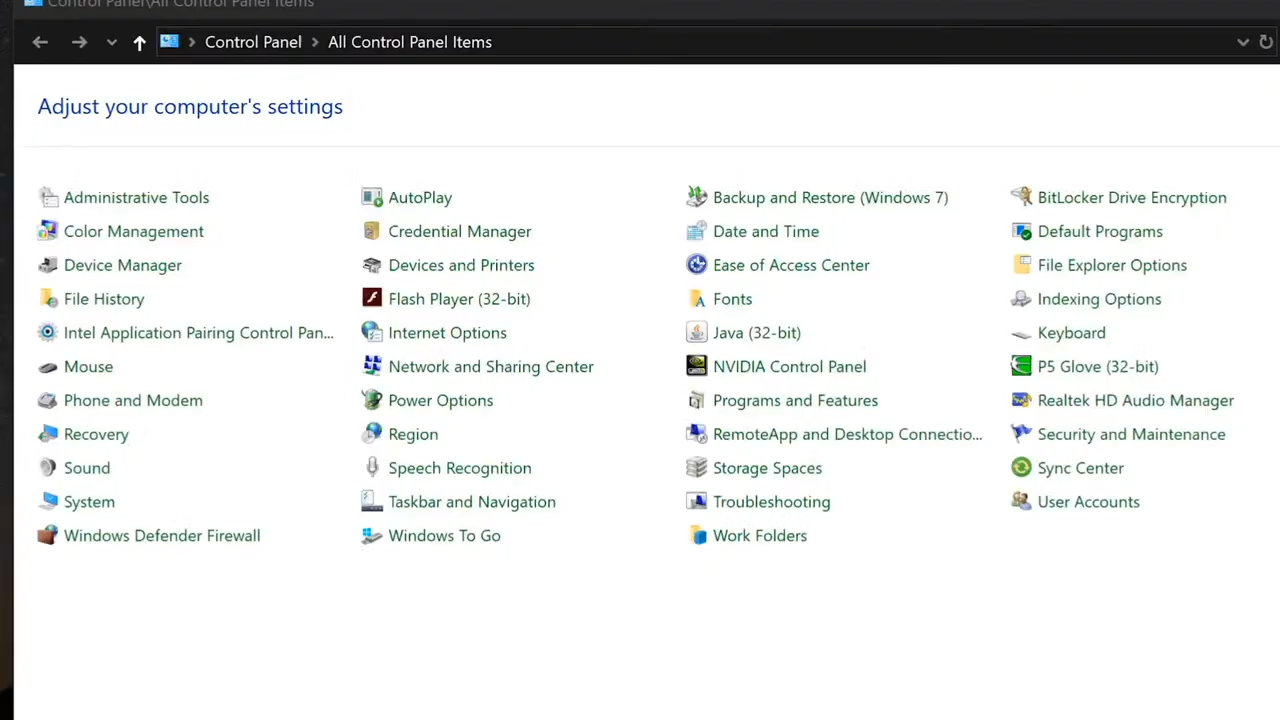 Control Panel\All Control Panel Items
Control Panel > All Control Panel Items
Adjust your computer's settings
Administrative Tools AutoPlay Backup and Restore (Windows 7) BitLocker Drive Encryption
Color Management Credential Manager Date and Time Default Programs
Device Manager Devices and Printers Ease of Access Center File Explorer Options
File History Flash Player (32-bit) Fonts Indexing Options
Intel Application Pairing Control Pan... Internet Options Java (32-bit) Keyboard
Mouse Network and Sharing Center NVIDIA Control Panel P5 Glove (32-bit)
Phone and Modem Power Options Programs and Features Realtek HD Audio Manager
Recovery Region RemoteApp and Desktop Connectio... Security and Maintenance
Sound Speech Recognition Storage Spaces Sync Center
System Taskbar and Navigation Troubleshooting User Accounts
Windows Defender Firewall Windows To Go Work Folders